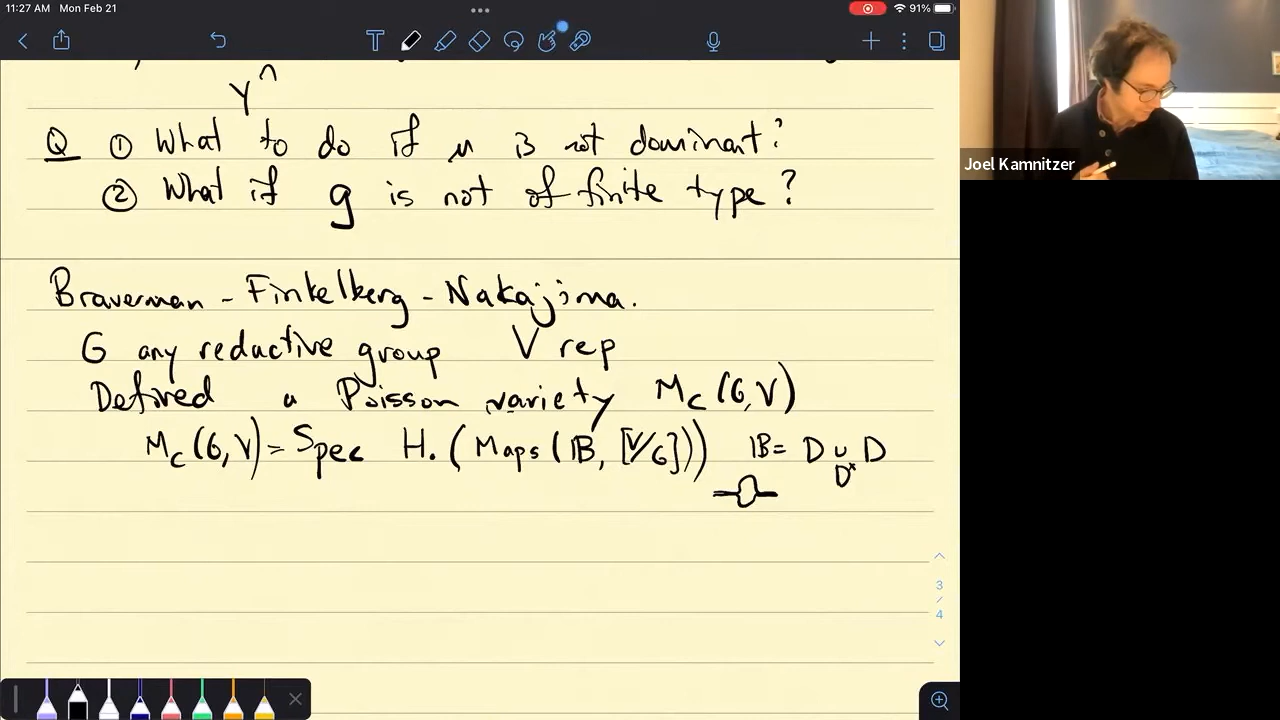 11:27 AM Mon Feb 21
91%
Joel Kamnitzer
Y
Q ① What to do if μ is not dominant?
② What if g is not of finite type?
Braverman - Finkelberg - Nakajima.
G any reductive group V rep
Defined a Poisson variety M_C(G,V)
M_C(G,V) = Spec H.(Maps(B, [V/G])) B = D ∪_{D^x} D
3
/
4